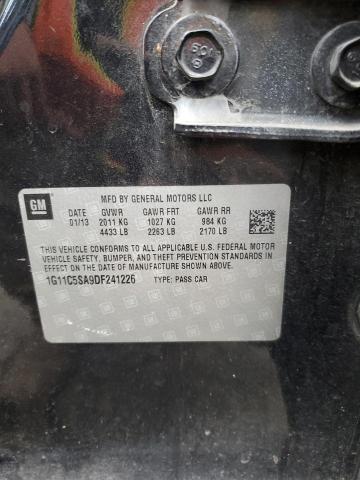 601
GM
MFD BY GENERAL MOTORS LLC
DATE GVWR GAWR FRT GAWR RR
01/13 2011 KG 1027 KG 984 KG
4433 LB 2263 LB 2170 LB
THIS VEHICLE CONFORMS TO ALL APPLICABLE U.S. FEDERAL MOTOR
VEHICLE SAFETY, BUMPER, AND THEFT PREVENTION STANDARDS IN
EFFECT ON THE DATE OF MANUFACTURE SHOWN ABOVE.
1G11C5SA9DF241226 TYPE: PASS CAR